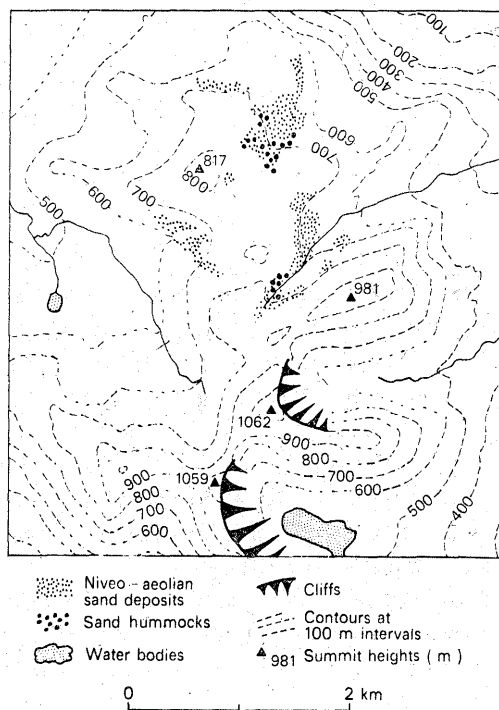 100
200
300
400
500
600
700
817
800
700
600
500
981
1062
900
800
700
600
500
400
1059
900
800
700
600
Niveo-aeolian
sand deposits
Sand hummocks
Water bodies
Cliffs
Contours at
100 m intervals
981 Summit heights ( m )
0 2 km